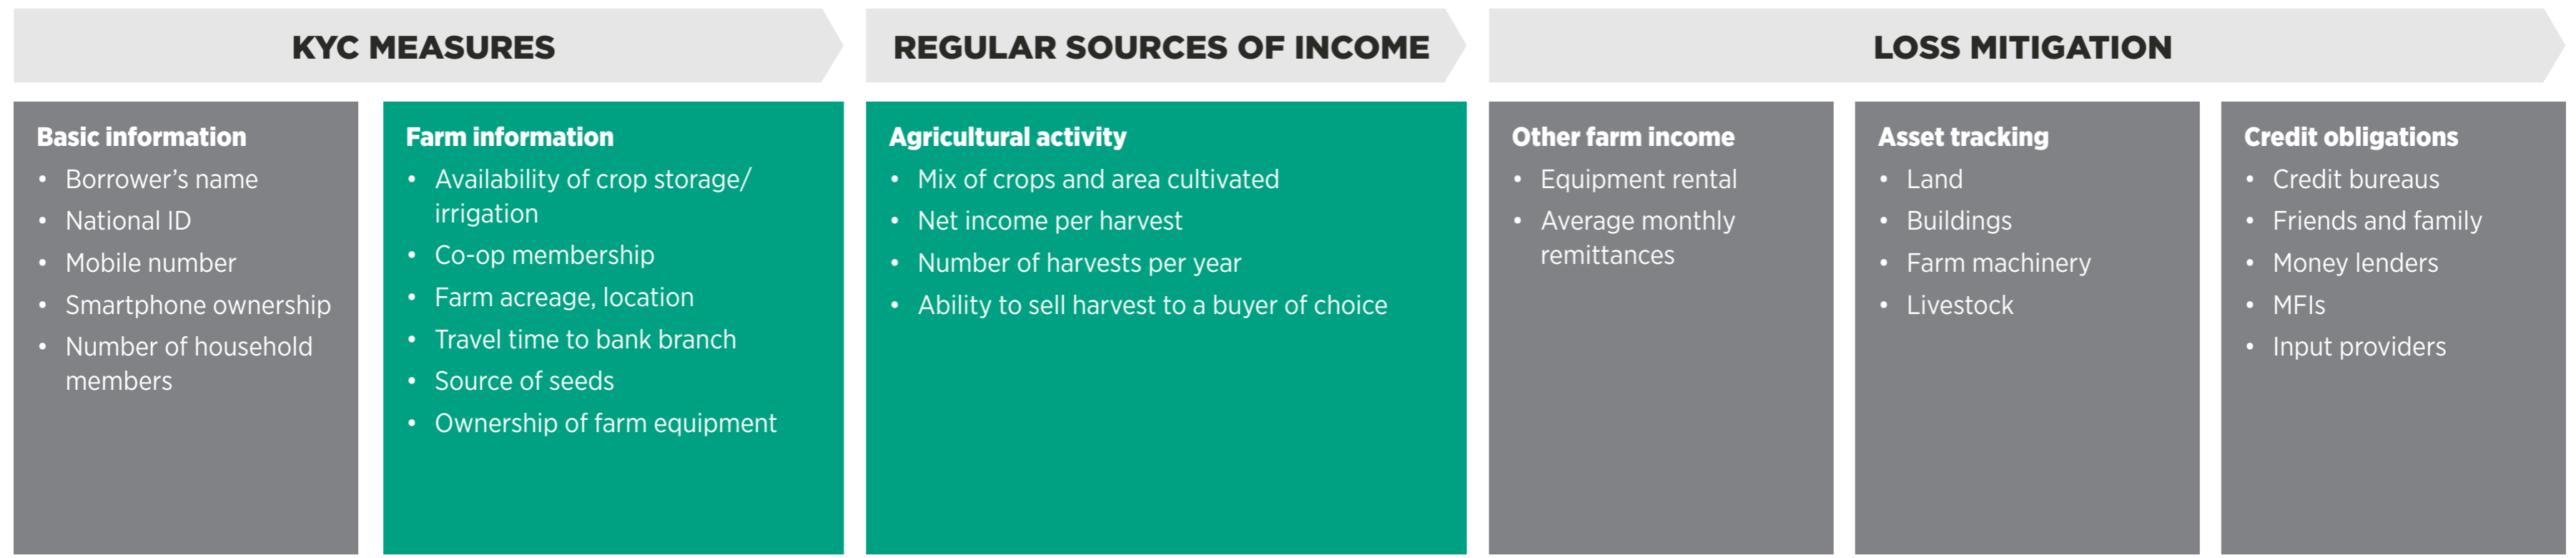 KYC MEASURES
REGULAR SOURCES OF INCOME
LOSS MITIGATION
Basic information
• Borrower’s name
• National ID
• Mobile number
• Smartphone ownership
• Number of household
members
Farm information
• Availability of crop storage/
irrigation
• Co-op membership
• Farm acreage, location
• Travel time to bank branch
• Source of seeds
• Ownership of farm equipment
Agricultural activity
• Mix of crops and area cultivated
• Net income per harvest
• Number of harvests per year
• Ability to sell harvest to a buyer of choice
Other farm income
• Equipment rental
• Average monthly
remittances
Asset tracking
• Land
• Buildings
• Farm machinery
• Livestock
Credit obligations
• Credit bureaus
• Friends and family
• Money lenders
• MFIs
• Input providers